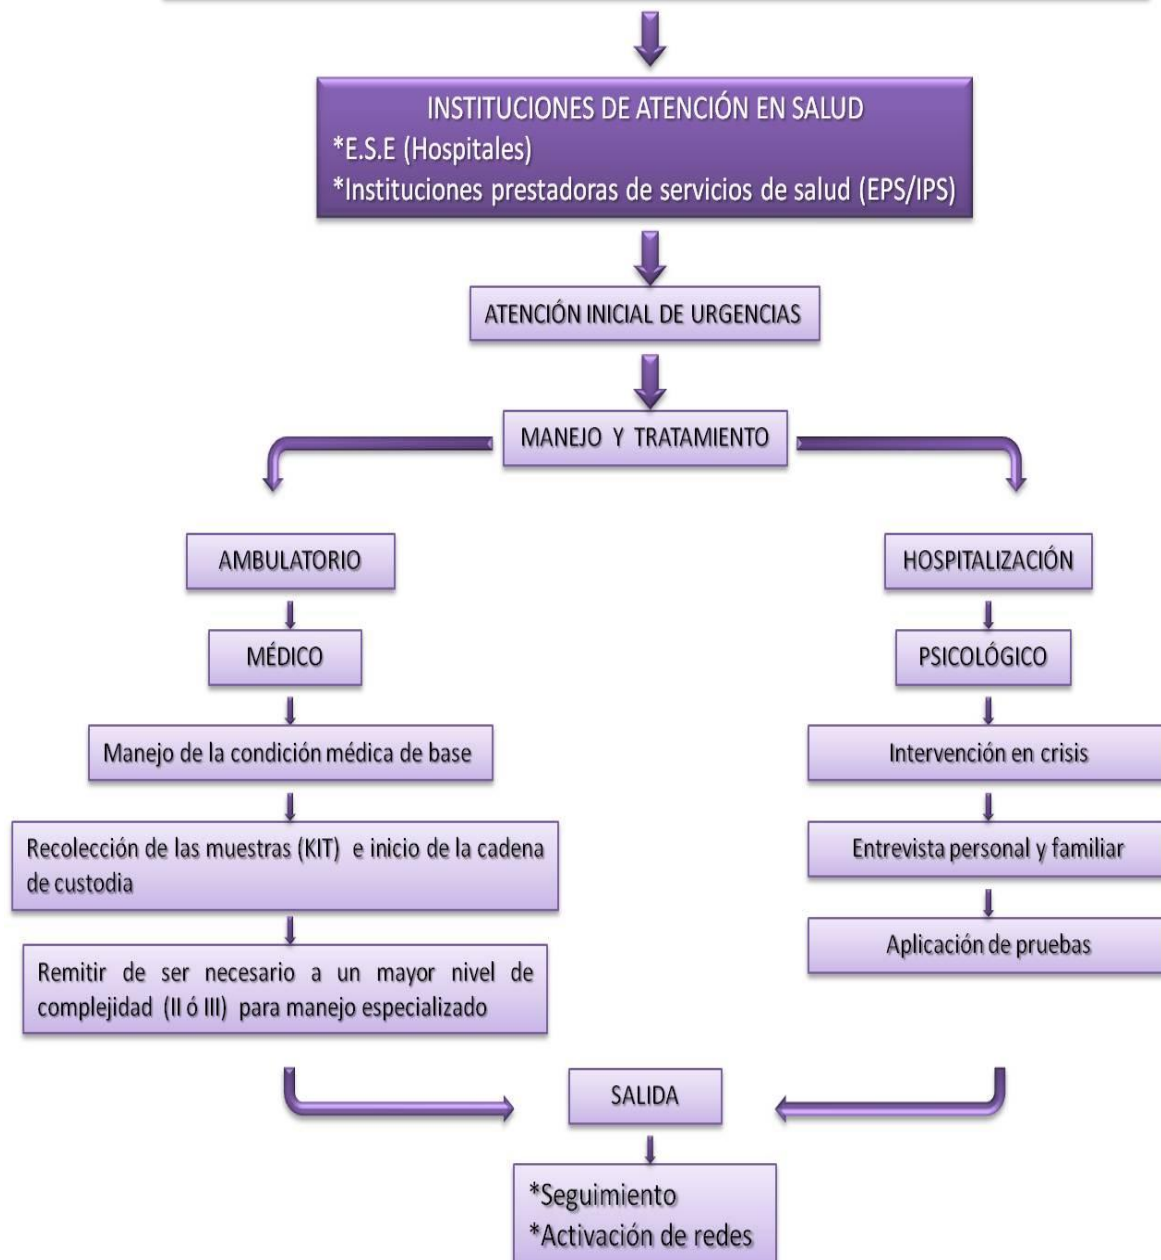 INSTITUCIONES DE ATENCIÓN EN SALUD
*E.S.E (Hospitales)
*Instituciones prestadoras de servicios de salud (EPS/IPS)
ATENCIÓN INICIAL DE URGENCIAS
MANEJO Y TRATAMIENTO
AMBULATORIO
MÉDICO
Manejo de la condición médica de base
Recolección de las muestras (KIT) e inicio de la cadena
de custodia
Remitir de ser necesario a un mayor nivel de
complejidad (II ó III) para manejo especializado
HOSPITALIZACIÓN
PSICOLÓGICO
Intervención en crisis
Entrevista personal y familiar
Aplicación de pruebas
SALIDA
*Seguimiento
*Activación de redes